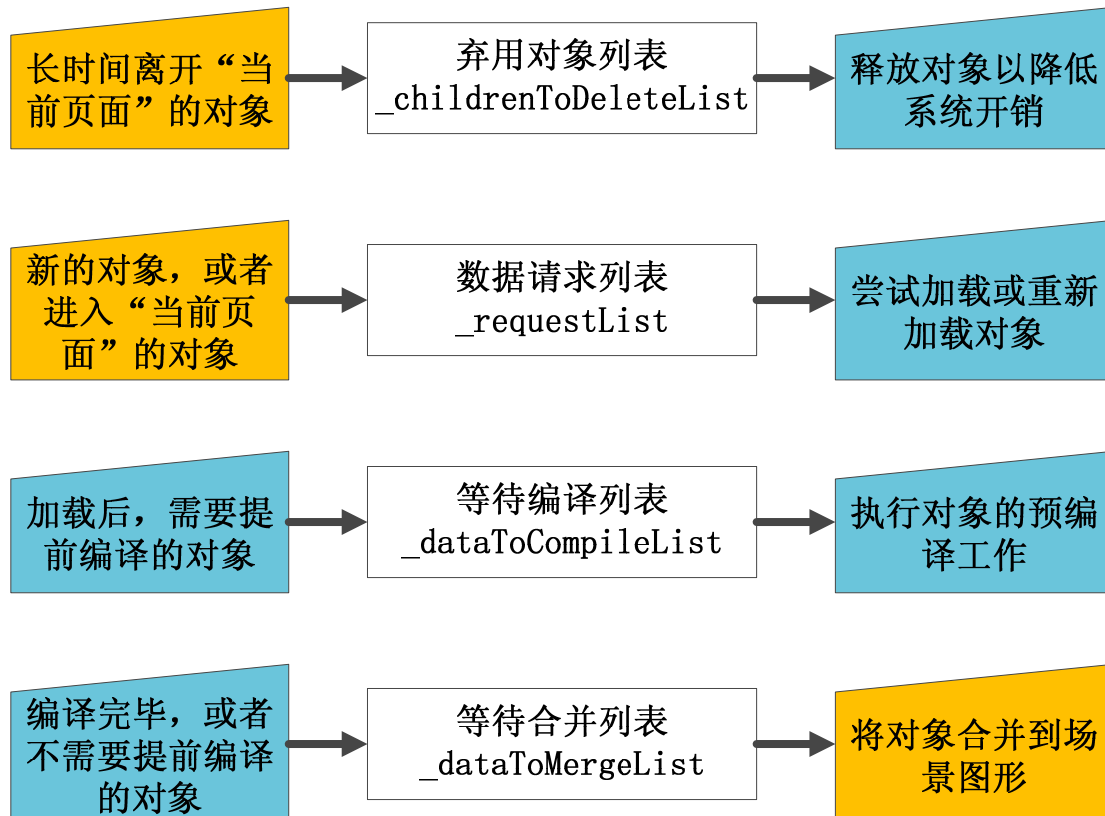 长时间离开“当
前页面”的对象
弃用对象列表
_childrenToDeleteList
释放对象以降低
系统开销
新的对象，或者
进入“当前页
面”的对象
数据请求列表
_requestList
尝试加载或重新
加载对象
加载后，需要提
前编译的对象
等待编译列表
_dataToCompileList
执行对象的预编
译工作
编译完毕，或者
不需要提前编译
的对象
等待合并列表
_dataToMergeList
将对象合并到场
景图形